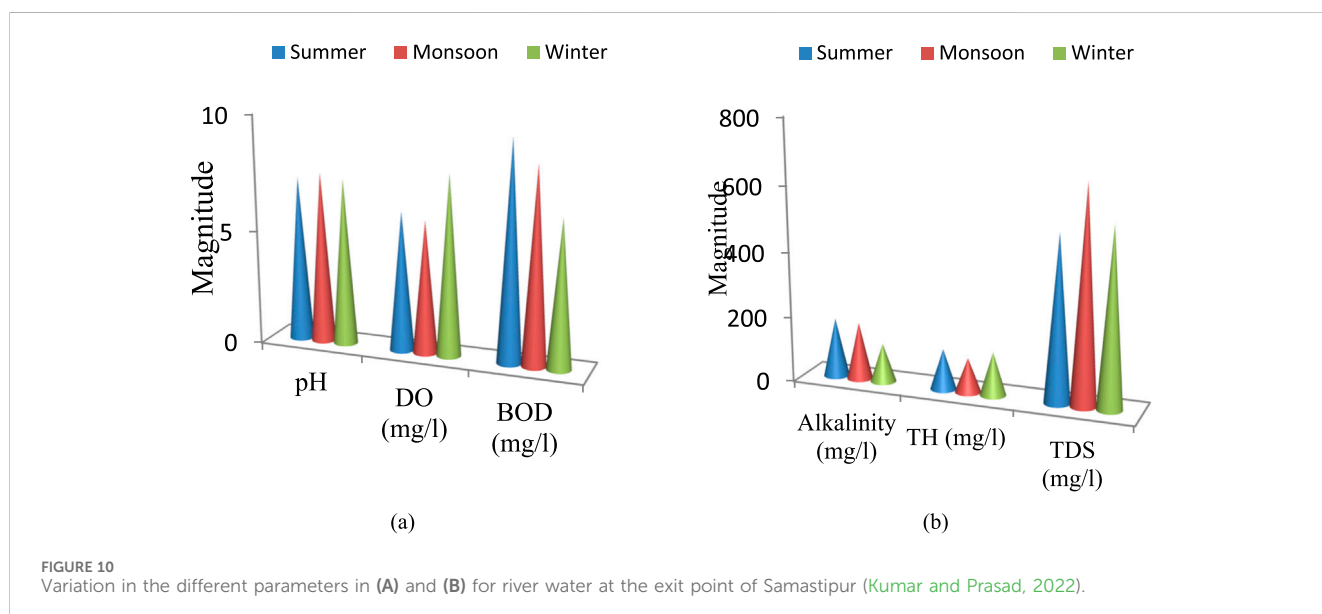 Summer Monsoon Winter
10
5
0
Magnitude
pH
DO
(mg/l)
BOD
(mg/l)
(a)
Summer Monsoon Winter
800
600
400
200
0
Magnitude
Alkalinity
(mg/l)
TH (mg/l)
TDS
(mg/l)
(b)
FIGURE 10
Variation in the different parameters in (A) and (B) for river water at the exit point of Samastipur (Kumar and Prasad, 2022).